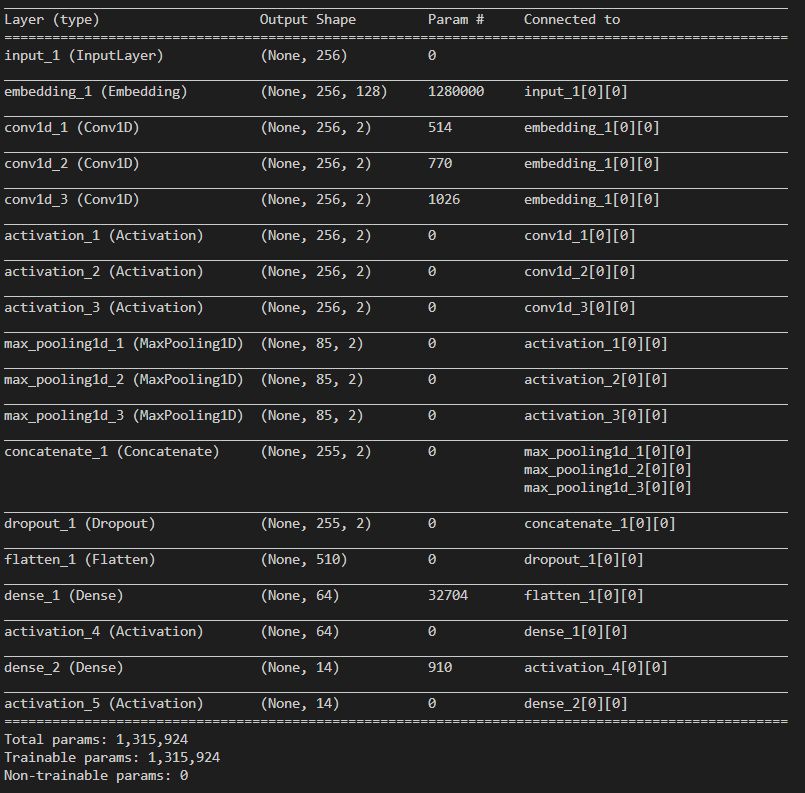 Layer (type) Output Shape Param # Connected to
==================================================================================================
input_1 (InputLayer) (None, 256) 0
embedding_1 (Embedding) (None, 256, 128) 1280000 input_1[0][0]
conv1d_1 (Conv1D) (None, 256, 2) 514 embedding_1[0][0]
conv1d_2 (Conv1D) (None, 256, 2) 770 embedding_1[0][0]
conv1d_3 (Conv1D) (None, 256, 2) 1026 embedding_1[0][0]
activation_1 (Activation) (None, 256, 2) 0 conv1d_1[0][0]
activation_2 (Activation) (None, 256, 2) 0 conv1d_2[0][0]
activation_3 (Activation) (None, 256, 2) 0 conv1d_3[0][0]
max_pooling1d_1 (MaxPooling1D) (None, 85, 2) 0 activation_1[0][0]
max_pooling1d_2 (MaxPooling1D) (None, 85, 2) 0 activation_2[0][0]
max_pooling1d_3 (MaxPooling1D) (None, 85, 2) 0 activation_3[0][0]
concatenate_1 (Concatenate) (None, 255, 2) 0 max_pooling1d_1[0][0]
max_pooling1d_2[0][0]
max_pooling1d_3[0][0]
dropout_1 (Dropout) (None, 255, 2) 0 concatenate_1[0][0]
flatten_1 (Flatten) (None, 510) 0 dropout_1[0][0]
dense_1 (Dense) (None, 64) 32704 flatten_1[0][0]
activation_4 (Activation) (None, 64) 0 dense_1[0][0]
dense_2 (Dense) (None, 14) 910 activation_4[0][0]
activation_5 (Activation) (None, 14) 0 dense_2[0][0]
==================================================================================================
Total params: 1,315,924
Trainable params: 1,315,924
Non-trainable params: 0